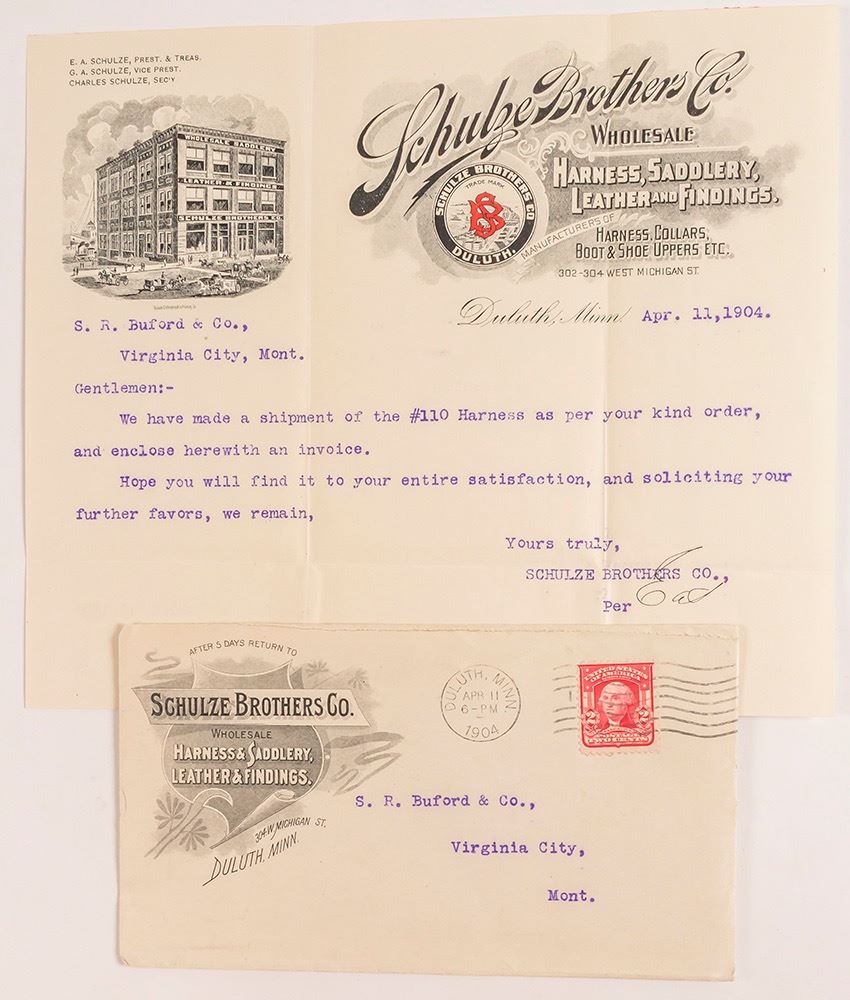 E. A. SCHULZE, PREST. & TREAS.
G. A. SCHULZE, VICE PREST.
CHARLES SCHULZE, SEC'Y
WHOLESALE SADDLERY
LEATHER & FINDINGS
SCHULZE BROTHERS CO.
Schulze Brothers Co.
WHOLESALE
HARNESS, SADDLERY,
LEATHER AND FINDINGS.
SCHULZE BROTHERS CO
TRADE MARK
SB
DULUTH.
MANUFACTURERS OF
HARNESS, COLLARS,
BOOT & SHOE UPPERS ETC.
302-304 WEST MICHIGAN ST.
Duluth, Minn. Apr. 11,1904.
S. R. Buford & Co.,
Virginia City, Mont.
Gentlemen:-
We have made a shipment of the #110 Harness as per your kind order,
and enclose herewith an invoice.
Hope you will find it to your entire satisfaction, and soliciting your
further favors, we remain,
Yours truly,
SCHULZE BROTHERS CO.,
Per
AFTER 5 DAYS RETURN TO
SCHULZE BROTHERS CO.
WHOLESALE
HARNESS & SADDLERY,
LEATHER & FINDINGS.
304 W. MICHIGAN ST.
DULUTH, MINN.
DULUTH, MINN.
APR 11
6-PM
1904
UNITED STATES
OF AMERICA
2 2
POSTAGE
TWO CENTS
S. R. Buford & Co.,
Virginia City,
Mont.